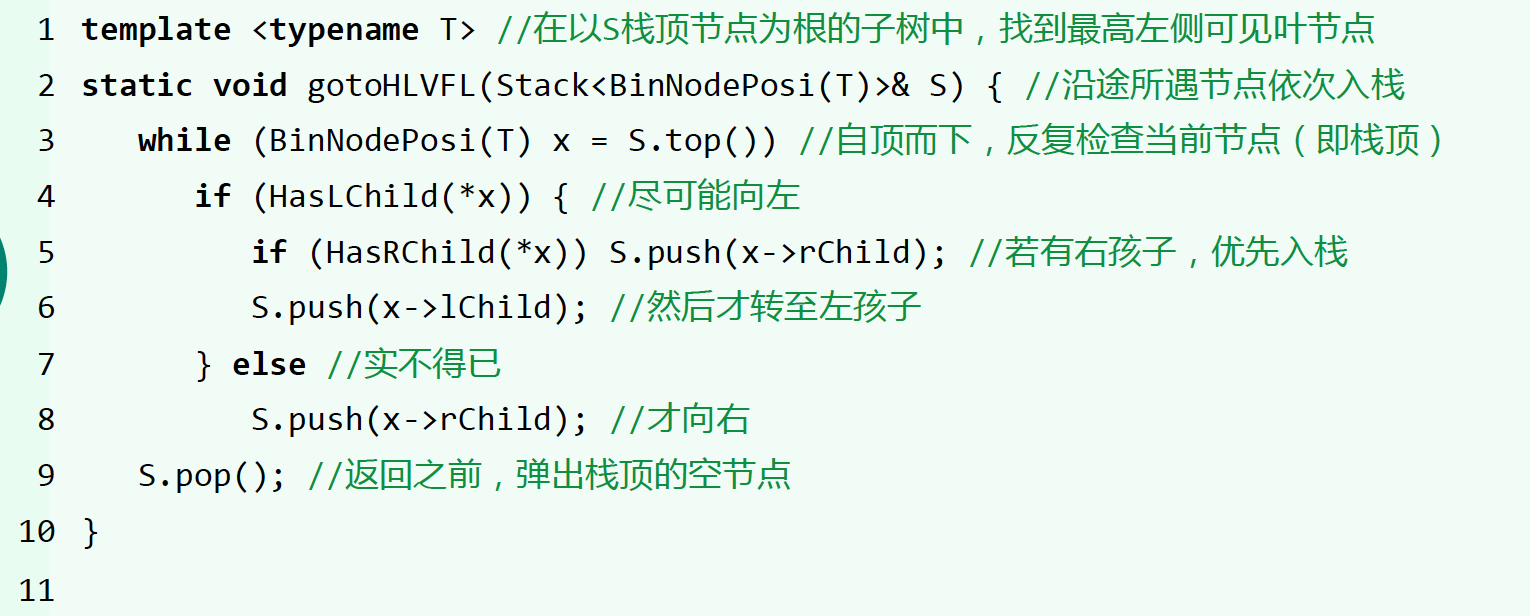 1 template <typename T> //在以S栈顶节点为根的子树中，找到最高左侧可见叶节点
2 static void gotoHLVFL(Stack<BinNodePosi(T)>& S) { //沿途所遇节点依次入栈
3 while (BinNodePosi(T) x = S.top()) //自顶而下，反复检查当前节点（即栈顶）
4 if (HasLChild(*x)) { //尽可能向左
5 if (HasRChild(*x)) S.push(x->rChild); //若有右孩子，优先入栈
6 S.push(x->lChild); //然后才转至左孩子
7 } else //实不得已
8 S.push(x->rChild); //才向右
9 S.pop(); //返回之前，弹出栈顶的空节点
10 }
11